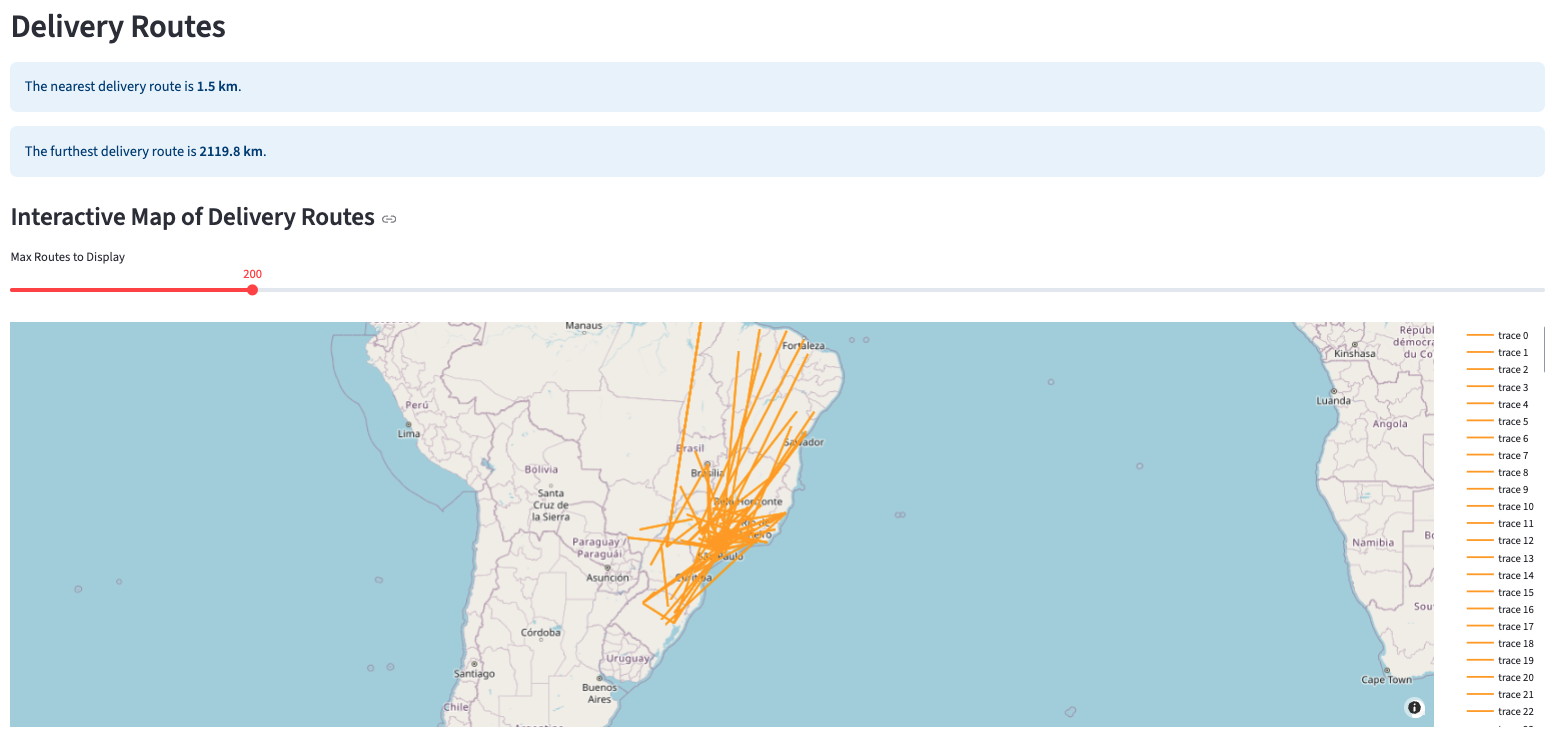 Delivery Routes
The nearest delivery route is 1.5 km.
The furthest delivery route is 2119.8 km.
Interactive Map of Delivery Routes
Max Routes to Display
200
Manaus
Fortaleza
Perú
Lima
Brasil
Salvador
Brasília
Bolivia
Santa
Cruz de
la Sierra
Belo Horizonte
Paraguay /
Paraguái
Paulo
Asunción
Curitiba
Córdoba
Uruguay
Santiago
Buenos
Aires
Chile
Républ
démocra
du Co
Kinshasa
Luanda
Angola
Namibia
Bo
Sou
Cape Town
trace 0
trace 1
trace 2
trace 3
trace 4
trace 5
trace 6
trace 7
trace 8
trace 9
trace 10
trace 11
trace 12
trace 13
trace 14
trace 15
trace 16
trace 17
trace 18
trace 19
trace 20
trace 21
trace 22